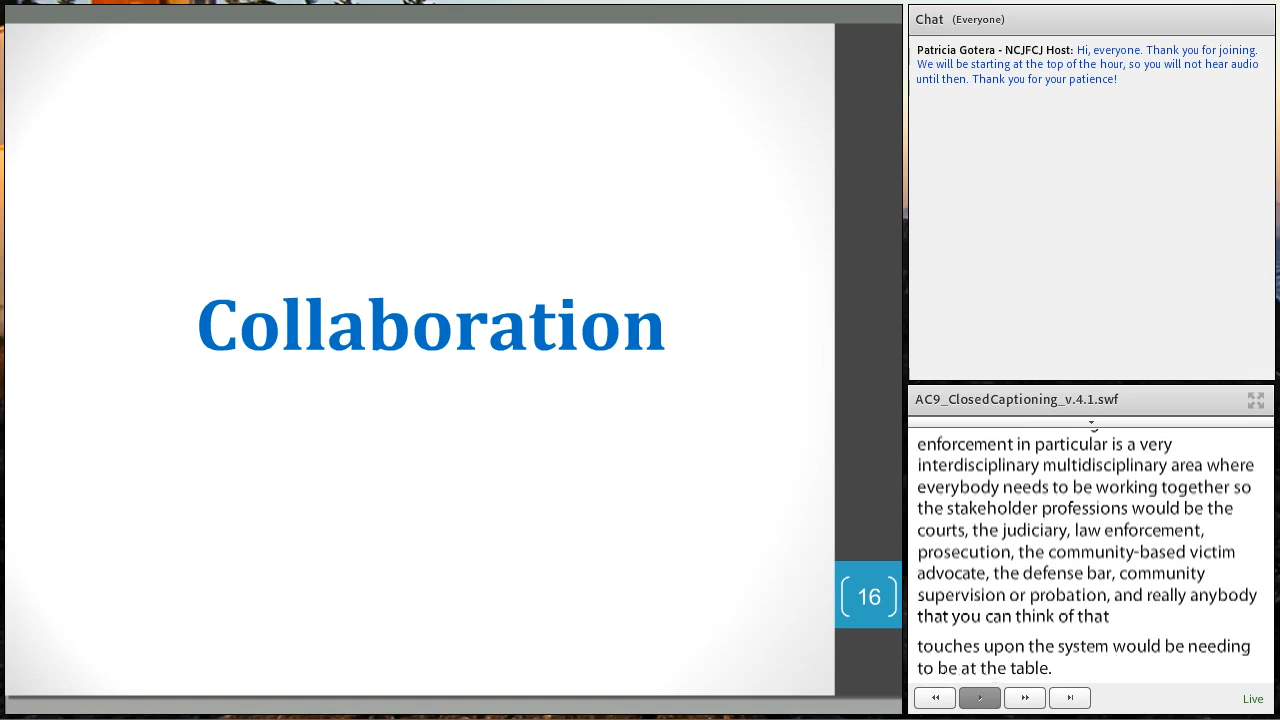 Collaboration
16
Chat (Everyone)
Patricia Gotera - NCJFCJ Host: Hi, everyone. Thank you for joining.
We will be starting at the top of the hour, so you will not hear audio
until then. Thank you for your patience!
AC9_ClosedCaptioning_v.4.1.swf
enforcement in particular is a very
interdisciplinary multidisciplinary area where
everybody needs to be working together so
the stakeholder professions would be the
courts, the judiciary, law enforcement,
prosecution, the community-based victim
advocate, the defense bar, community
supervision or probation, and really anybody
that you can think of that
touches upon the system would be needing
to be at the table.
Live